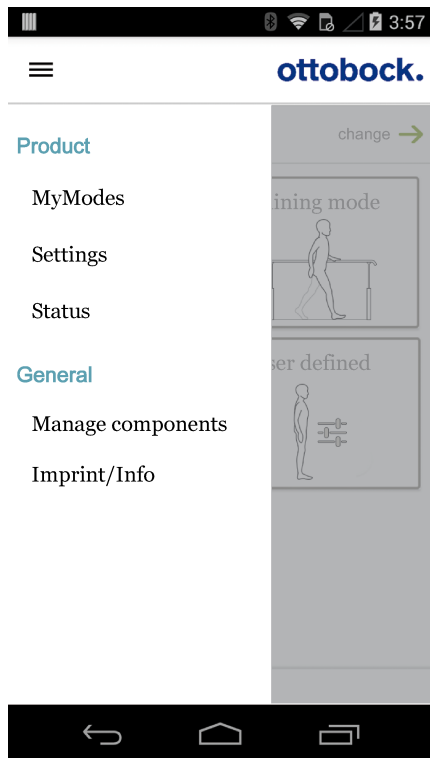 3:57
ottobock.
Product
change
MyModes
ining mode
Settings
Status
ser defined
General
Manage components
Imprint/Info